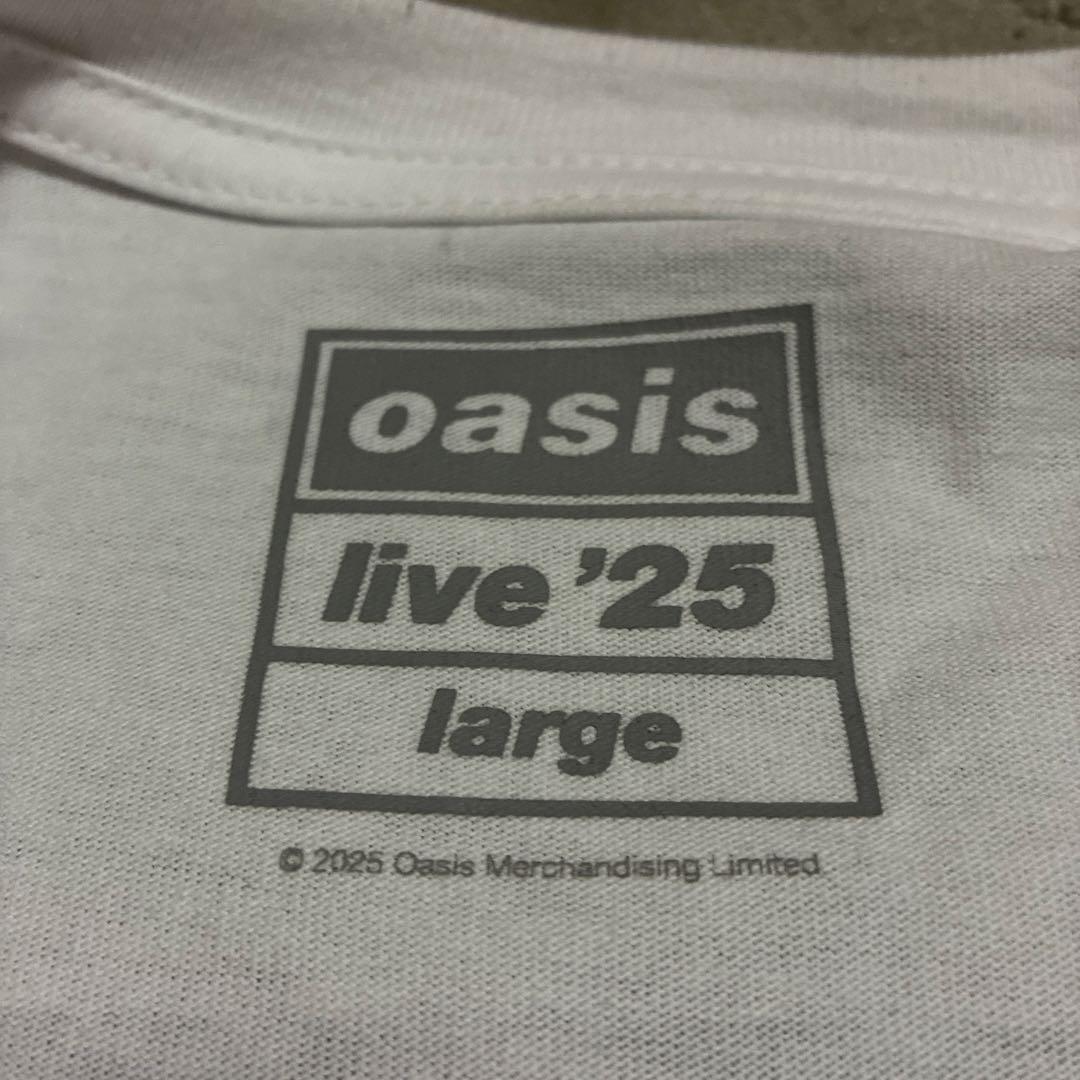 oasis
live '25
large
© 2025 Oasis Merchandising Limited